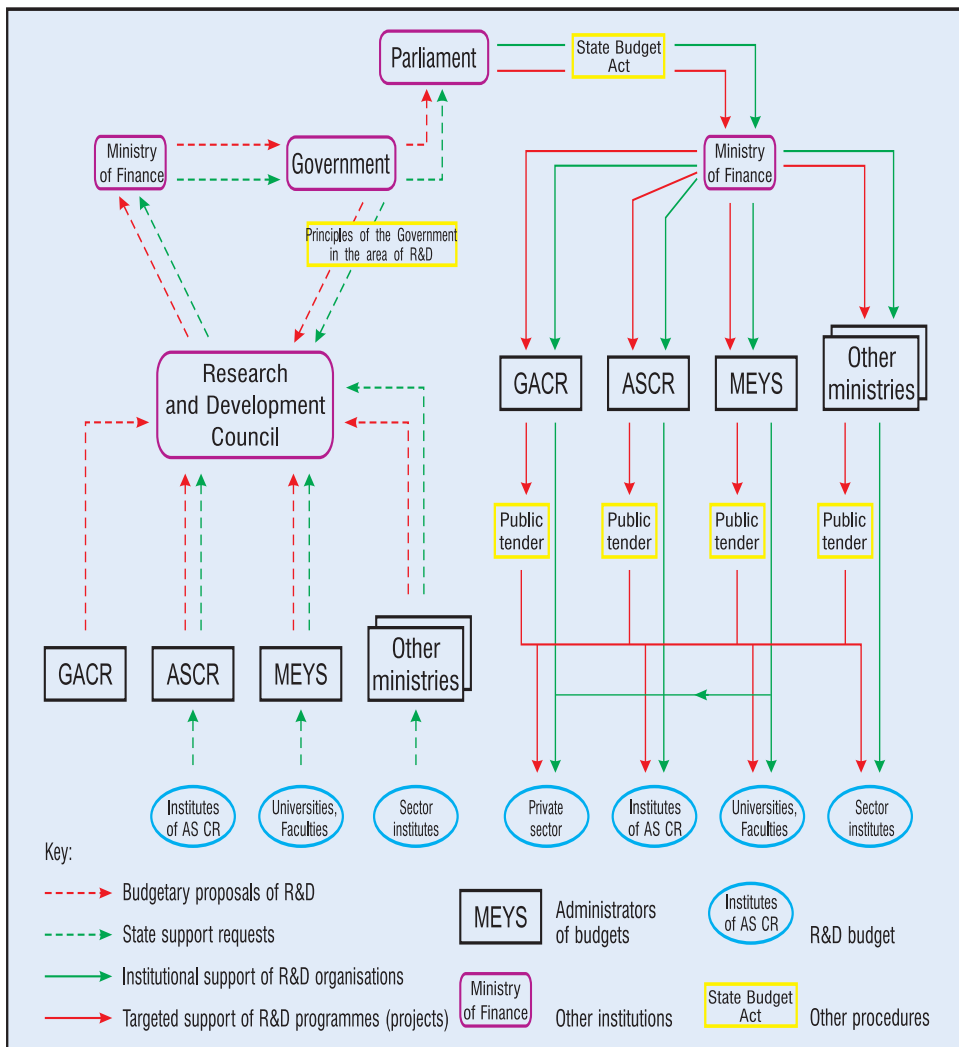 Parliament
State Budget
Act
Ministry
of Finance
Government
Ministry
of Finance
Principles of the Government
in the area of R&D
Research
and Development
Council
GACR
ASCR
MEYS
Other
ministries
Public
tender
Public
tender
Public
tender
Public
tender
GACR
ASCR
MEYS
Other
ministries
Institutes
of AS CR
Universities,
Faculties
Sector
institutes
Private
sector
Institutes
of AS CR
Universities,
Faculties
Sector
institutes
Key:
Budgetary proposals of R&D
State support requests
Institutional support of R&D organisations
Targeted support of R&D programmes (projects)
MEYS
Administrators
of budgets
Institutes
of AS CR
R&D budget
Ministry
of Finance
Other institutions
State Budget
Act
Other procedures